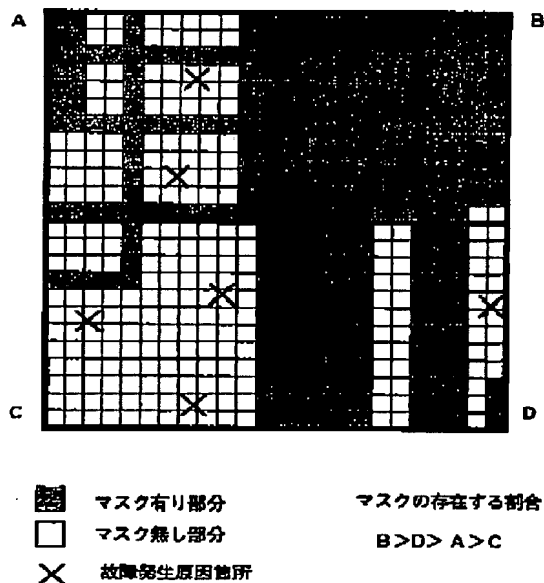 A B
C D
マスク有り部分
マスク無し部分
故障発生原因箇所
マスクの存在する割合
B>D>A>C